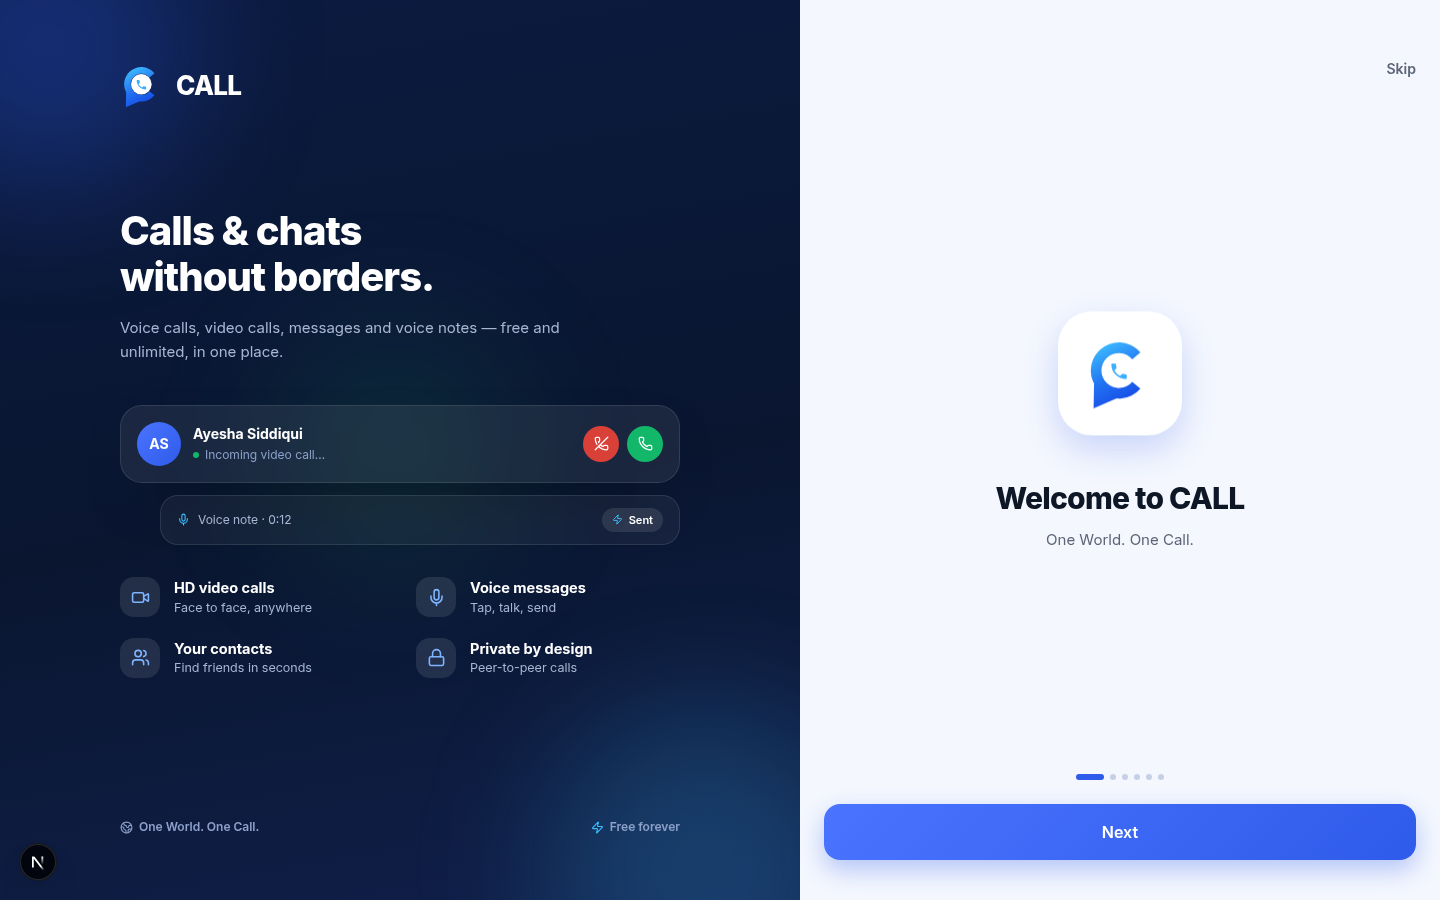 CALL
Calls & chats
without borders.
Voice calls, video calls, messages and voice notes — free and
unlimited, in one place.
AS
Ayesha Siddiqui
Incoming video call...
Voice note · 0:12
Sent
HD video calls
Face to face, anywhere
Voice messages
Tap, talk, send
Your contacts
Find friends in seconds
Private by design
Peer-to-peer calls
One World. One Call.
Free forever
N
Skip
Welcome to CALL
One World. One Call.
Next